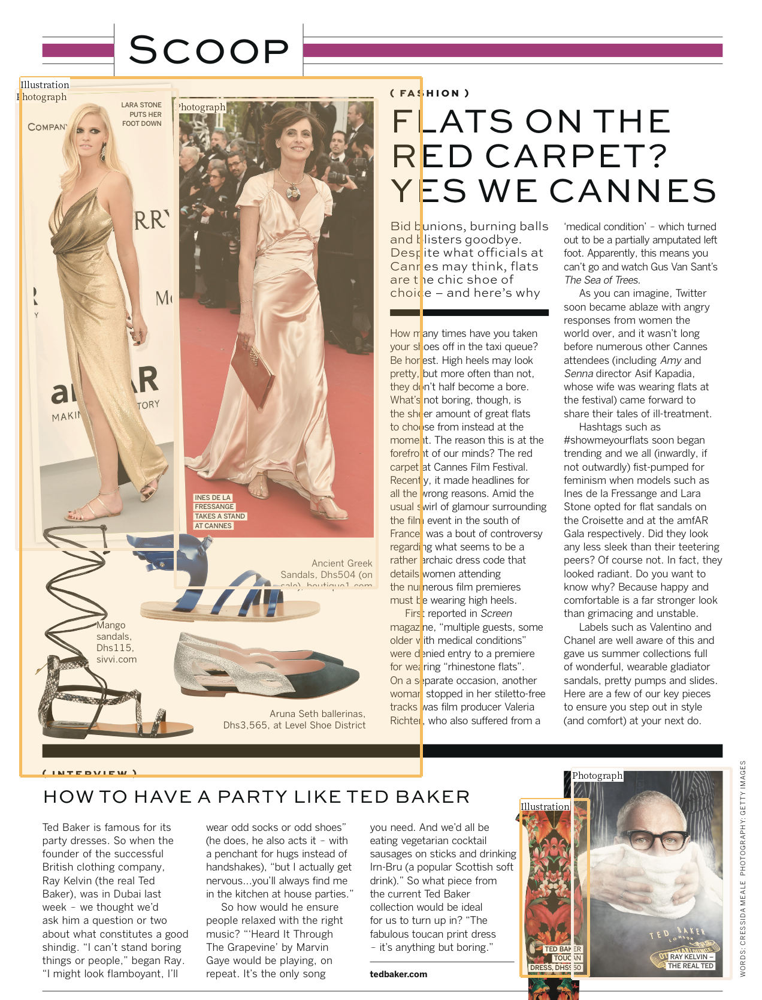 SCOOP
Illustration
Photograph
LARA STONE
PUTS HER
FOOT DOWN
COMPANY
RRY
amfAR
Photograph
INES DE LA
FRESSANGE
TAKES A STAND
AT CANNES
Ancient Greek
Sandals, Dhs504 (on
sale), boutique1.com
Mango
sandals,
Dhs115,
sivvi.com
Aruna Seth ballerinas,
Dhs3,565, at Level Shoe District
( FASHION )
FLATS ON THE
RED CARPET?
YES WE CANNES
Bid bunions, burning balls
and blisters goodbye.
Despite what officials at
Cannes may think, flats
are the chic shoe of
choice – and here's why
How many times have you taken
your shoes off in the taxi queue?
Be honest. High heels may look
pretty, but more often than not,
they don't half become a bore.
What's not boring, though, is
the sheer amount of great flats
to choose from instead at the
moment. The reason this is at the
forefront of our minds? The red
carpet at Cannes Film Festival.
Recently, it made headlines for
all the wrong reasons. Amid the
usual swirl of glamour surrounding
the film event in the south of
France was a bout of controversy
regarding what seems to be a
rather archaic dress code that
details women attending
the numerous film premieres
must be wearing high heels.
First reported in Screen
magazine, "multiple guests, some
older with medical conditions"
were denied entry to a premiere
for wearing "rhinestone flats".
On a separate occasion, another
woman stopped in her stiletto-free
tracks was film producer Valeria
Richter, who also suffered from a
'medical condition' – which turned
out to be a partially amputated left
foot. Apparently, this means you
can't go and watch Gus Van Sant's
The Sea of Trees.
As you can imagine, Twitter
soon became ablaze with angry
responses from women the
world over, and it wasn't long
before numerous other Cannes
attendees (including Amy and
Senna director Asif Kapadia,
whose wife was wearing flats at
the festival) came forward to
share their tales of ill-treatment.
Hashtags such as
#showmeyourflats soon began
trending and we all (inwardly, if
not outwardly) fist-pumped for
feminism when models such as
Ines de la Fressange and Lara
Stone opted for flat sandals on
the Croisette and at the amfAR
Gala respectively. Did they look
any less sleek than their teetering
peers? Of course not. In fact, they
looked radiant. Do you want to
know why? Because happy and
comfortable is a far stronger look
than grimacing and unstable.
Labels such as Valentino and
Chanel are well aware of this and
gave us summer collections full
of wonderful, wearable gladiator
sandals, pretty pumps and slides.
Here are a few of our key pieces
to ensure you step out in style
(and comfort) at your next do.
( INTERVIEW )
HOW TO HAVE A PARTY LIKE TED BAKER
Ted Baker is famous for its
party dresses. So when the
founder of the successful
British clothing company,
Ray Kelvin (the real Ted
Baker), was in Dubai last
week – we thought we'd
ask him a question or two
about what constitutes a good
shindig. "I can't stand boring
things or people," began Ray.
"I might look flamboyant, I'll
wear odd socks or odd shoes"
(he does, he also acts it – with
a penchant for hugs instead of
handshakes), "but I actually get
nervous...you'll always find me
in the kitchen at house parties."
So how would he ensure
people relaxed with the right
music? "'Heard It Through
The Grapevine' by Marvin
Gaye would be playing, on
repeat. It's the only song
you need. And we'd all be
eating vegetarian cocktail
sausages on sticks and drinking
Irn-Bru (a popular Scottish soft
drink)." So what piece from
the current Ted Baker
collection would be ideal
for us to turn up in? "The
fabulous toucan print dress
– it's anything but boring."
tedbaker.com
Illustration
TED BAKER
TOUCAN
DRESS, DHS950
Photograph
TED BAKER
LONDON
RAY KELVIN –
THE REAL TED
WORDS: CRESSIDA MEALE PHOTOGRAPHY: GETTY IMAGES